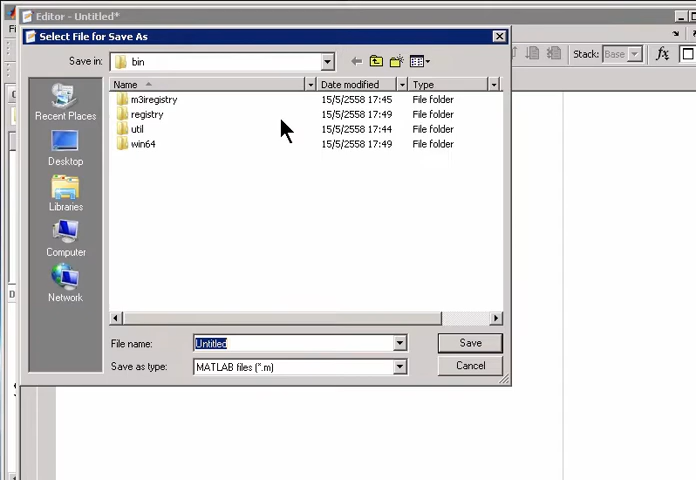 Editor - Untitled*
Select File for Save As
Save in:
bin
Stack:
Base
fx
Name
Date modified
Type
m3iregistry
15/5/2558 17:45
File folder
registry
15/5/2558 17:49
File folder
util
15/5/2558 17:44
File folder
win64
15/5/2558 17:49
File folder
Recent Places
Desktop
Libraries
Computer
Network
File name:
Untitled
Save
Save as type:
MATLAB files (*.m)
Cancel